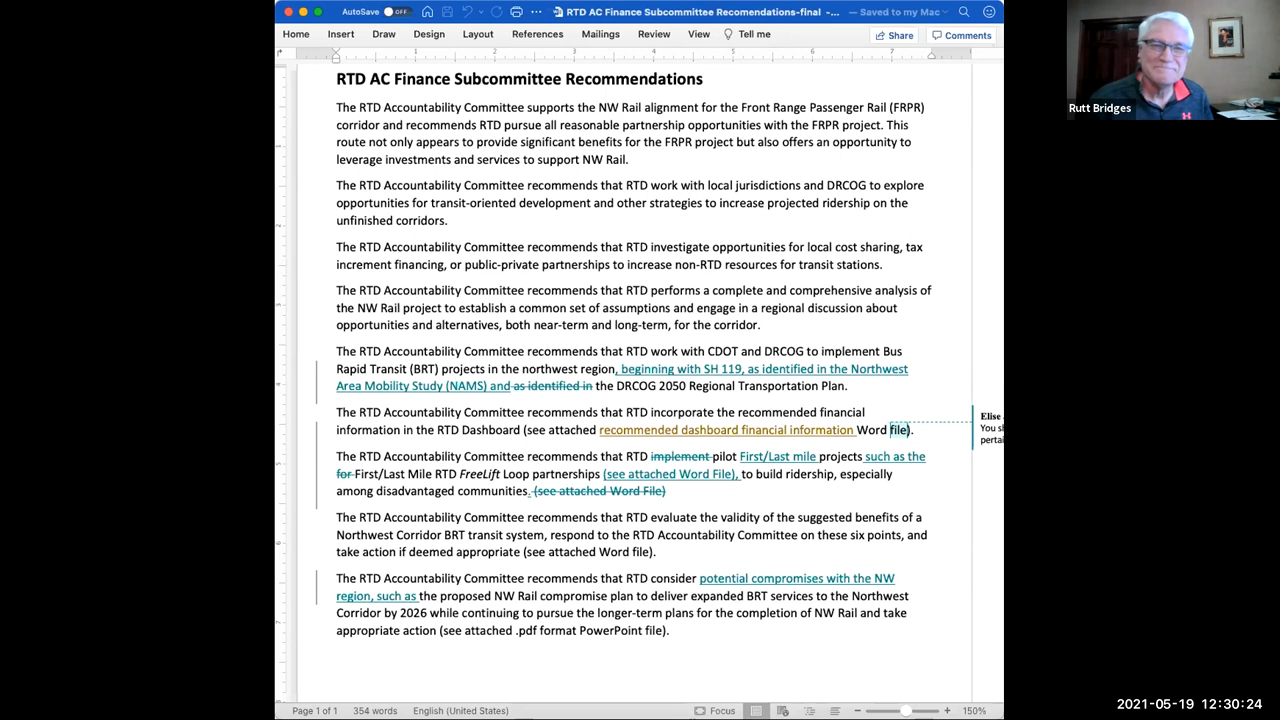 AutoSave OFF RTD AC Finance Subcommittee Recomendations-final -... — Saved to my Mac
Home Insert Draw Design Layout References Mailings Review View Tell me Share Comments
1 2 3 4 5 6 7
RTD AC Finance Subcommittee Recommendations
The RTD Accountability Committee supports the NW Rail alignment for the Front Range Passenger Rail (FRPR)
corridor and recommends RTD pursue all reasonable partnership opportunities with the FRPR project. This
route not only appears to provide significant benefits for the FRPR project but also offers an opportunity to
leverage investments and services to support NW Rail.
The RTD Accountability Committee recommends that RTD work with local jurisdictions and DRCOG to explore
opportunities for transit-oriented development and other strategies to increase projected ridership on the
unfinished corridors.
The RTD Accountability Committee recommends that RTD investigate opportunities for local cost sharing, tax
increment financing, or public-private partnerships to increase non-RTD resources for transit stations.
The RTD Accountability Committee recommends that RTD performs a complete and comprehensive analysis of
the NW Rail project to establish a common set of assumptions and engage in a regional discussion about
opportunities and alternatives, both near-term and long-term, for the corridor.
The RTD Accountability Committee recommends that RTD work with CDOT and DRCOG to implement Bus
Rapid Transit (BRT) projects in the northwest region, beginning with SH 119, as identified in the Northwest
Area Mobility Study (NAMS) and as identified in the DRCOG 2050 Regional Transportation Plan.
The RTD Accountability Committee recommends that RTD incorporate the recommended financial
information in the RTD Dashboard (see attached recommended dashboard financial information Word file).
Elise
You sh
pertai
The RTD Accountability Committee recommends that RTD implement pilot First/Last mile projects such as the
for First/Last Mile RTD FreeLift Loop partnerships (see attached Word File), to build ridership, especially
among disadvantaged communities. (see attached Word File)
The RTD Accountability Committee recommends that RTD evaluate the validity of the suggested benefits of a
Northwest Corridor BRT transit system, respond to the RTD Accountability Committee on these six points, and
take action if deemed appropriate (see attached Word file).
The RTD Accountability Committee recommends that RTD consider potential compromises with the NW
region, such as the proposed NW Rail compromise plan to deliver expanded BRT services to the Northwest
Corridor by 2026 while continuing to pursue the longer-term plans for the completion of NW Rail and take
appropriate action (see attached .pdf format PowerPoint file).
Page 1 of 1 354 words English (United States) Focus 150%
Rutt Bridges
2021-05-19 12:30:24